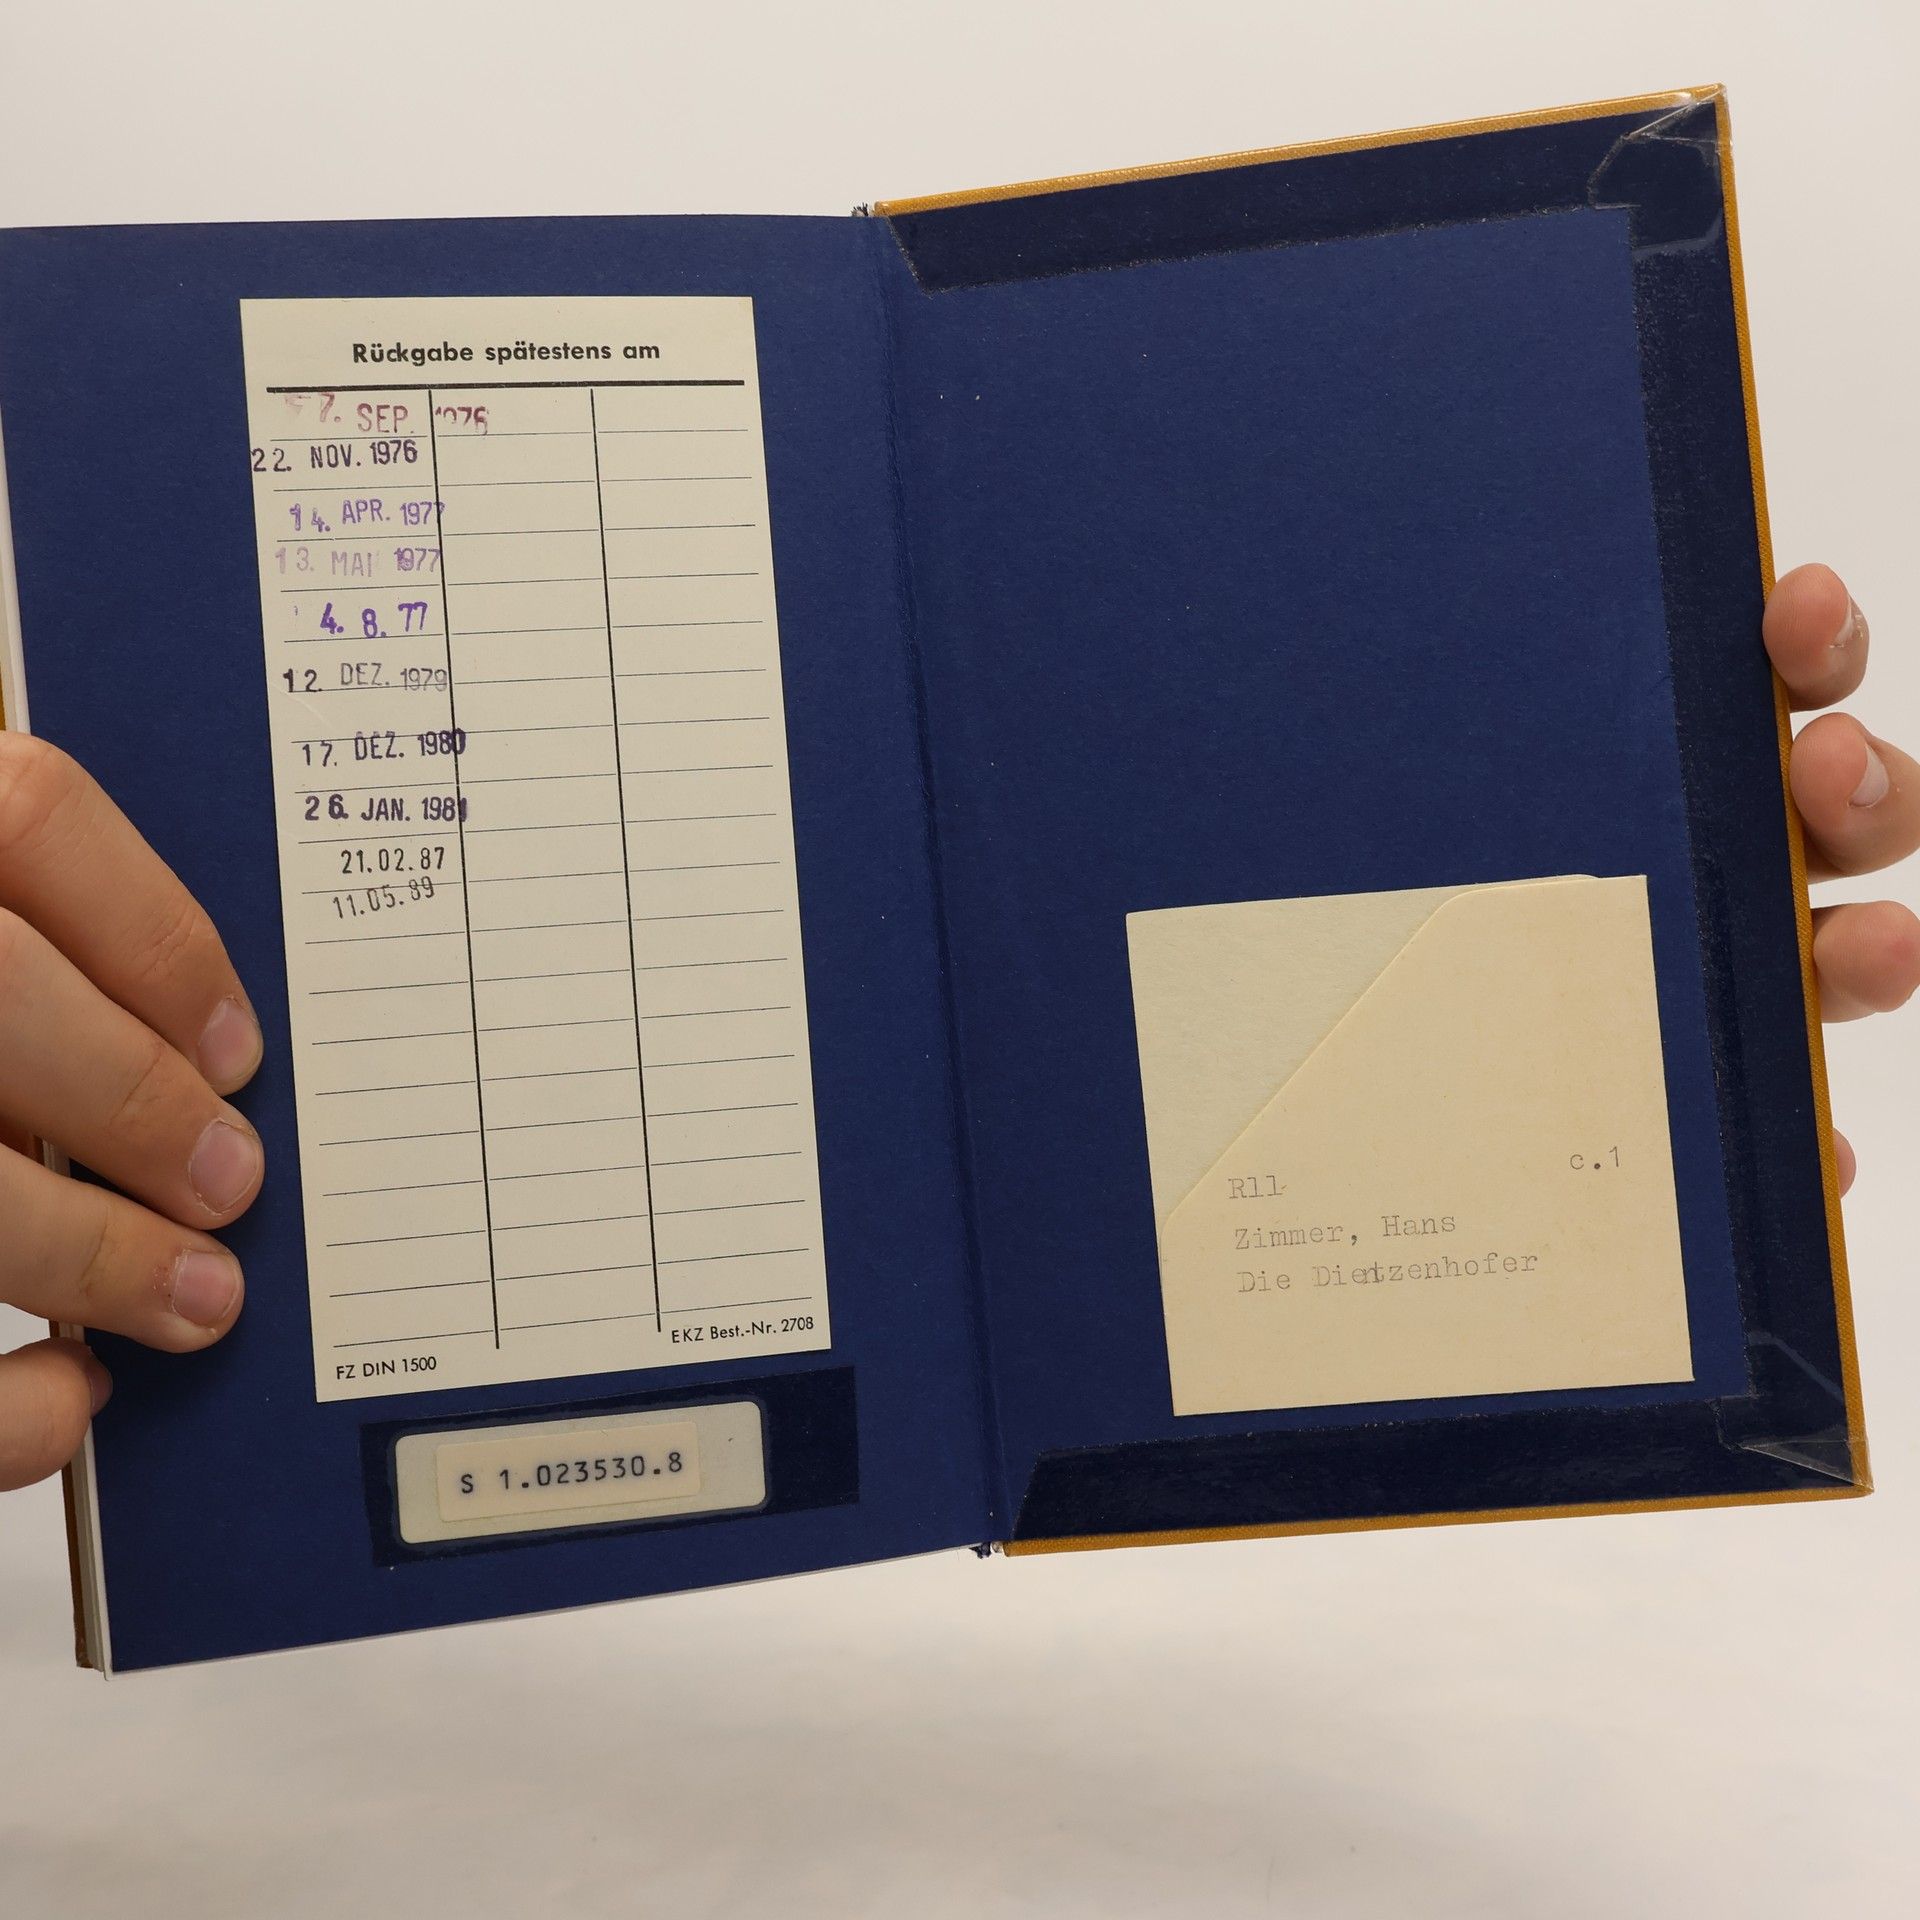 Rückgabe spätestens am
7. SEP. 1976
22. NOV. 1976
14. APR. 1977
13. MAI 1977
4. 8. 77
12. DEZ. 1979
17. DEZ. 1980
26. JAN. 1981
21.02.87
11.05.89
FZ DIN 1500
EKZ Best.-Nr. 2708
S 1.023530.8
c.1
Rll
Zimmer, Hans
Die Dientzenhofer